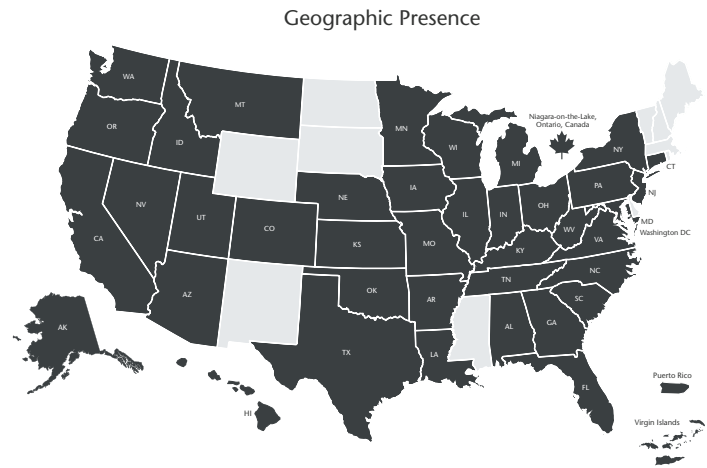 Geographic Presence
WA
OR
ID
MT
NV
CA
UT
AZ
CO
NE
KS
OK
TX
MN
IA
MO
AR
LA
WI
IL
MI
IN
OH
KY
TN
AL
GA
FL
SC
NC
VA
WV
PA
NY
Niagara-on-the-Lake,
Ontario, Canada
CT
NJ
MD
Washington DC
AK
HI
Puerto Rico
Virgin Islands